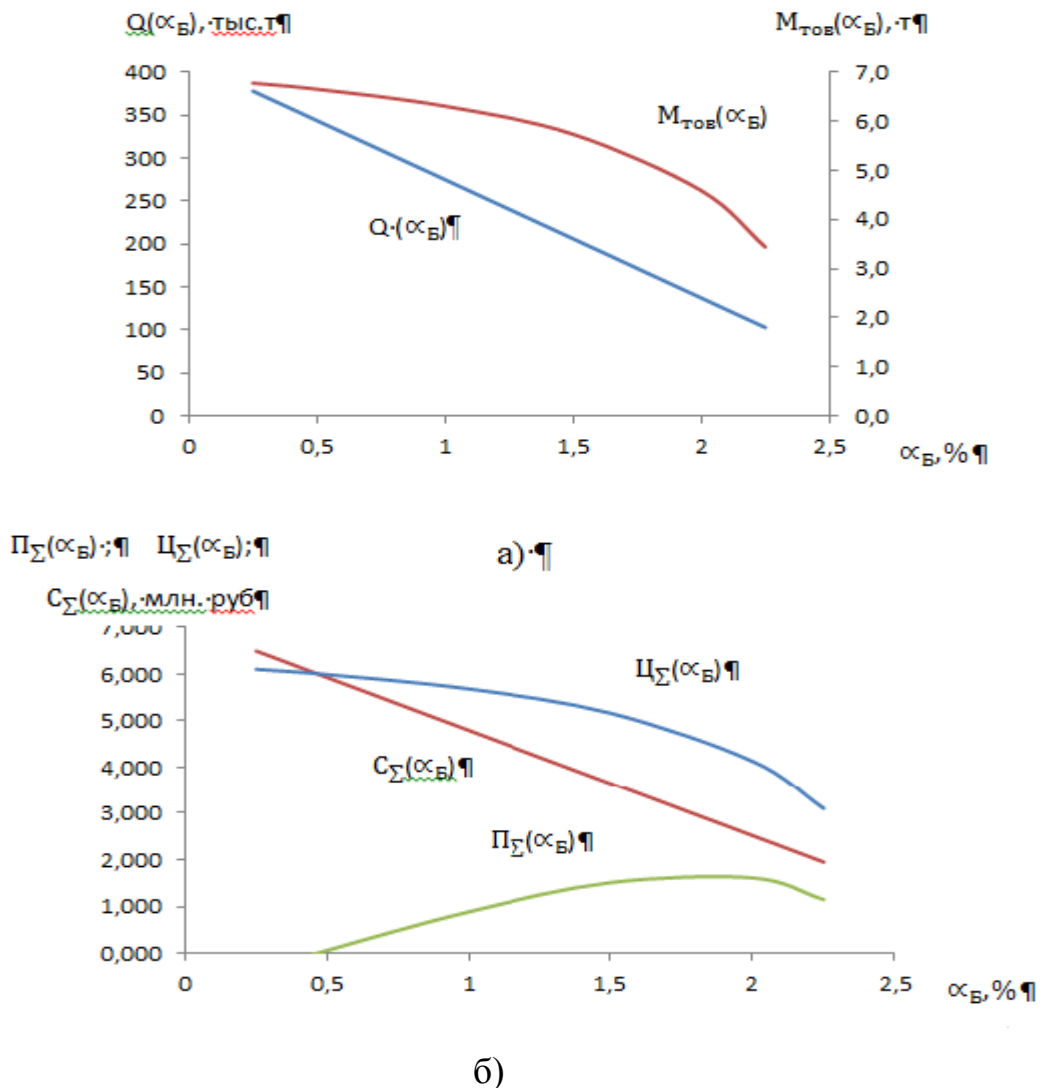 Q(∝Б),·тыс.т¶ Mтов(∝Б),·т¶
400 7,0
350 6,0
300 5,0
250 4,0
200 3,0
150 2,0
100 1,0
50 0,0
0
Mтов(∝Б)
Q·(∝Б)¶
0 0,5 1 1,5 2 2,5
∝Б,%¶
а)·¶
П∑(∝Б)·;¶ Ц∑(∝Б);¶
С∑(∝Б),·млн.·руб¶
7,000
6,000
5,000
4,000
3,000
2,000
1,000
0,000
Ц∑(∝Б)¶
С∑(∝Б)¶
П∑(∝Б)¶
0 0,5 1 1,5 2 2,5
∝Б,%¶
б)